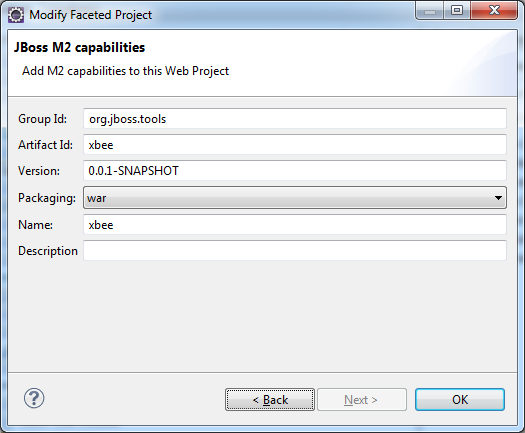 Modify Faceted Project
JBoss M2 capabilities
Add M2 capabilities to this Web Project
Group Id: org.jboss.tools
Artifact Id: xbee
Version: 0.0.1-SNAPSHOT
Packaging: war
Name: xbee
Description
? < Back Next > OK